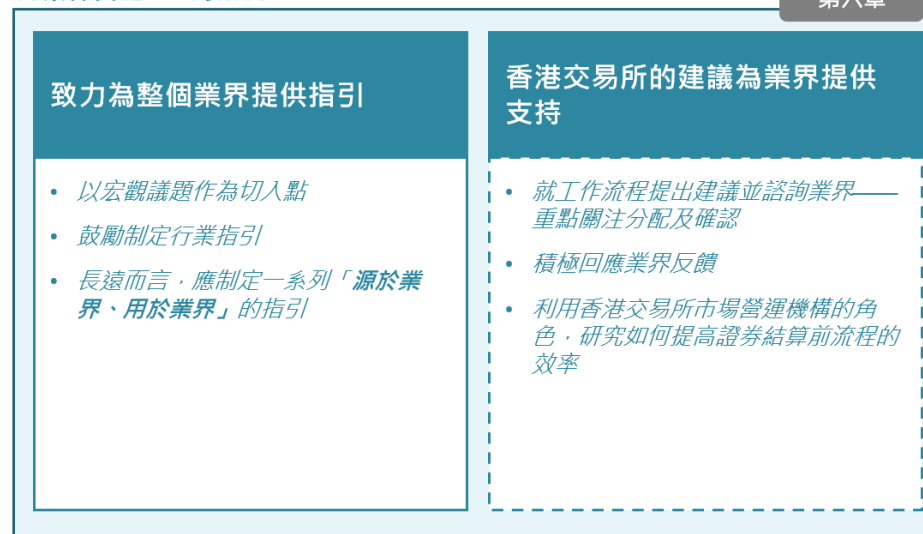 第六章
致力為整個業界提供指引
以宏觀議題作為切入點
鼓勵制定行業指引
長遠而言，應制定一系列「源於業
界、用於業界」的指引
香港交易所的建議為業界提供
支持
就工作流程提出建議並諮詢業界——
重點關注分配及確認
積極回應業界反饋
利用香港交易所市場營運機構的角
色，研究如何提高證券結算前流程的
效率